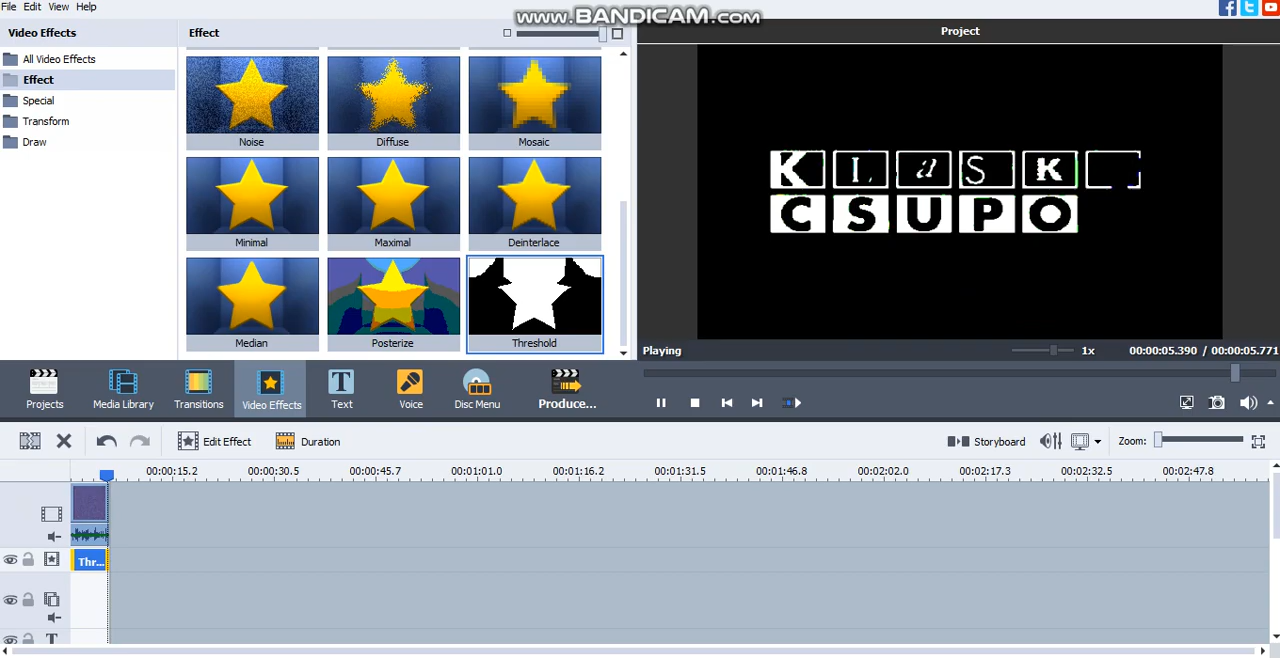 File Edit View Help
www.BANDICAM.com
Video Effects
Effect
Project
All Video Effects
Effect
Special
Transform
Draw
Noise
Diffuse
Mosaic
Minimal
Maximal
Deinterlace
Median
Posterize
Threshold
KLaSK
CSUPO
Playing
1x
00:00:05.390 / 00:00:05.771
Projects
Media Library
Transitions
Video Effects
Text
Voice
Disc Menu
Produce...
Edit Effect
Duration
Storyboard
Zoom:
00:00:15.2 00:00:30.5 00:00:45.7 00:01:01.0 00:01:16.2 00:01:31.5 00:01:46.8 00:02:02.0 00:02:17.3 00:02:32.5 00:02:47.8
Thr...
T